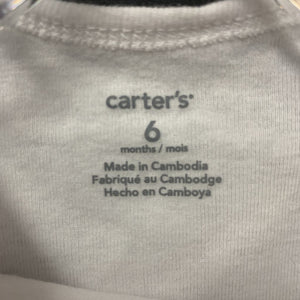 carter's
6
months / mois
Made in Cambodia
Fabriqué au Cambodge
Hecho en Camboya